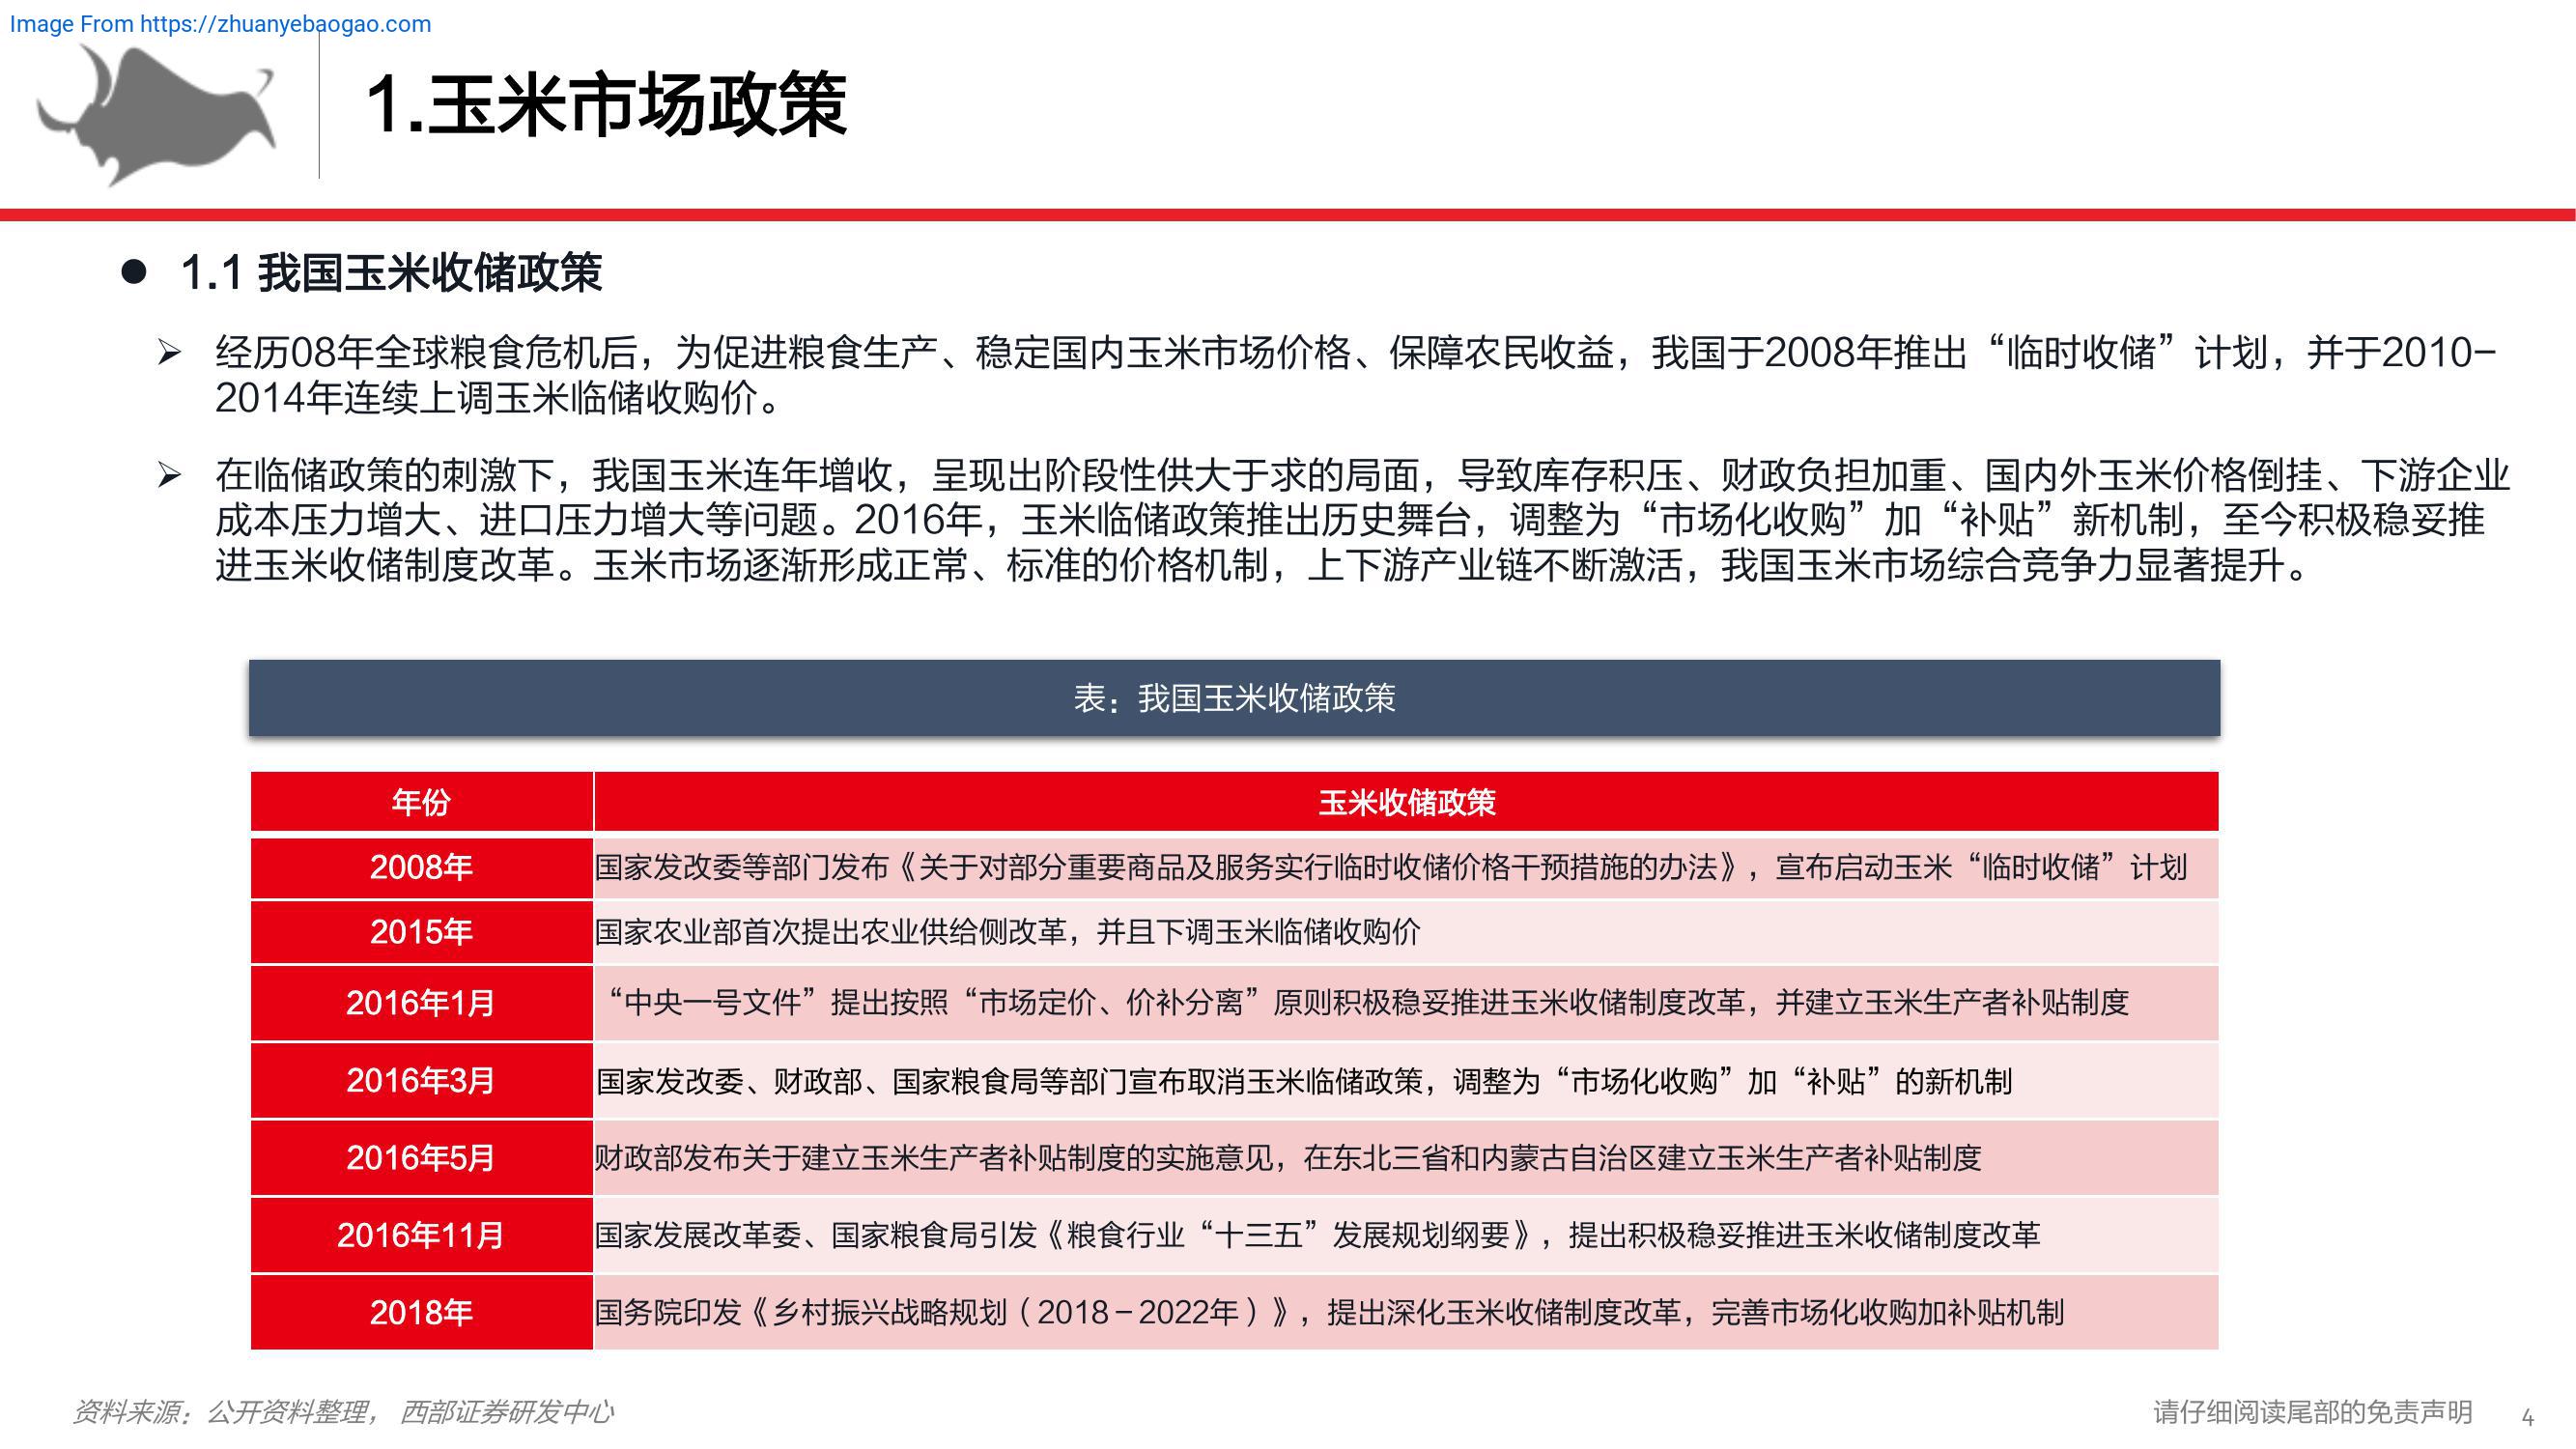 Image From https://zhuanyebaogao.com
1.玉米市场政策
● 1.1 我国玉米收储政策
➢ 经历08年全球粮食危机后，为促进粮食生产、稳定国内玉米市场价格、保障农民收益，我国于2008年推出“临时收储”计划，并于2010-
2014年连续上调玉米临储收购价。
➢ 在临储政策的刺激下，我国玉米连年增收，呈现出阶段性供大于求的局面，导致库存积压、财政负担加重、国内外玉米价格倒挂、下游企业
成本压力增大、进口压力增大等问题。2016年，玉米临储政策推出历史舞台，调整为“市场化收购”加“补贴”新机制，至今积极稳妥推
进玉米收储制度改革。玉米市场逐渐形成正常、标准的价格机制，上下游产业链不断激活，我国玉米市场综合竞争力显著提升。
表：我国玉米收储政策
年份 玉米收储政策
2008年 国家发改委等部门发布《关于对部分重要商品及服务实行临时收储价格干预措施的办法》，宣布启动玉米“临时收储”计划
2015年 国家农业部首次提出农业供给侧改革，并且下调玉米临储收购价
2016年1月 “中央一号文件”提出按照“市场定价、价补分离”原则积极稳妥推进玉米收储制度改革，并建立玉米生产者补贴制度
2016年3月 国家发改委、财政部、国家粮食局等部门宣布取消玉米临储政策，调整为“市场化收购”加“补贴”的新机制
2016年5月 财政部发布关于建立玉米生产者补贴制度的实施意见，在东北三省和内蒙古自治区建立玉米生产者补贴制度
2016年11月 国家发展改革委、国家粮食局引发《粮食行业“十三五”发展规划纲要》，提出积极稳妥推进玉米收储制度改革
2018年 国务院印发《乡村振兴战略规划（2018－2022年）》，提出深化玉米收储制度改革，完善市场化收购加补贴机制
资料来源：公开资料整理， 西部证券研发中心
请仔细阅读尾部的免责声明 4